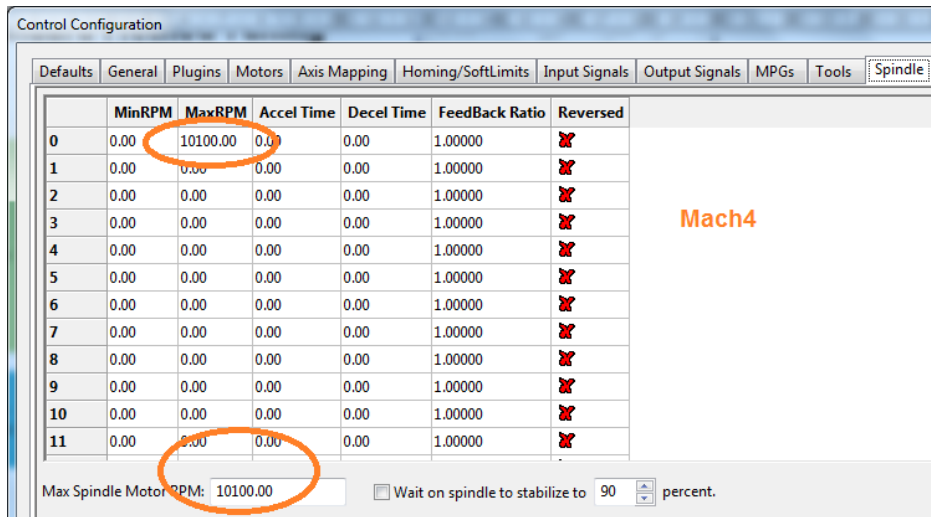 Control Configuration
Defaults General Plugins Motors Axis Mapping Homing/SoftLimits Input Signals Output Signals MPGs Tools Spindle
MinRPM MaxRPM Accel Time Decel Time FeedBack Ratio Reversed
0 0.00 10100.00 0.00 0.00 1.00000
1 0.00 0.00 0.00 0.00 1.00000
2 0.00 0.00 0.00 0.00 1.00000
3 0.00 0.00 0.00 0.00 1.00000
Mach4
4 0.00 0.00 0.00 0.00 1.00000
5 0.00 0.00 0.00 0.00 1.00000
6 0.00 0.00 0.00 0.00 1.00000
7 0.00 0.00 0.00 0.00 1.00000
8 0.00 0.00 0.00 0.00 1.00000
9 0.00 0.00 0.00 0.00 1.00000
10 0.00 0.00 0.00 0.00 1.00000
11 0.00 0.00 0.00 0.00 1.00000
Max Spindle Motor RPM: 10100.00 Wait on spindle to stabilize to 90 percent.